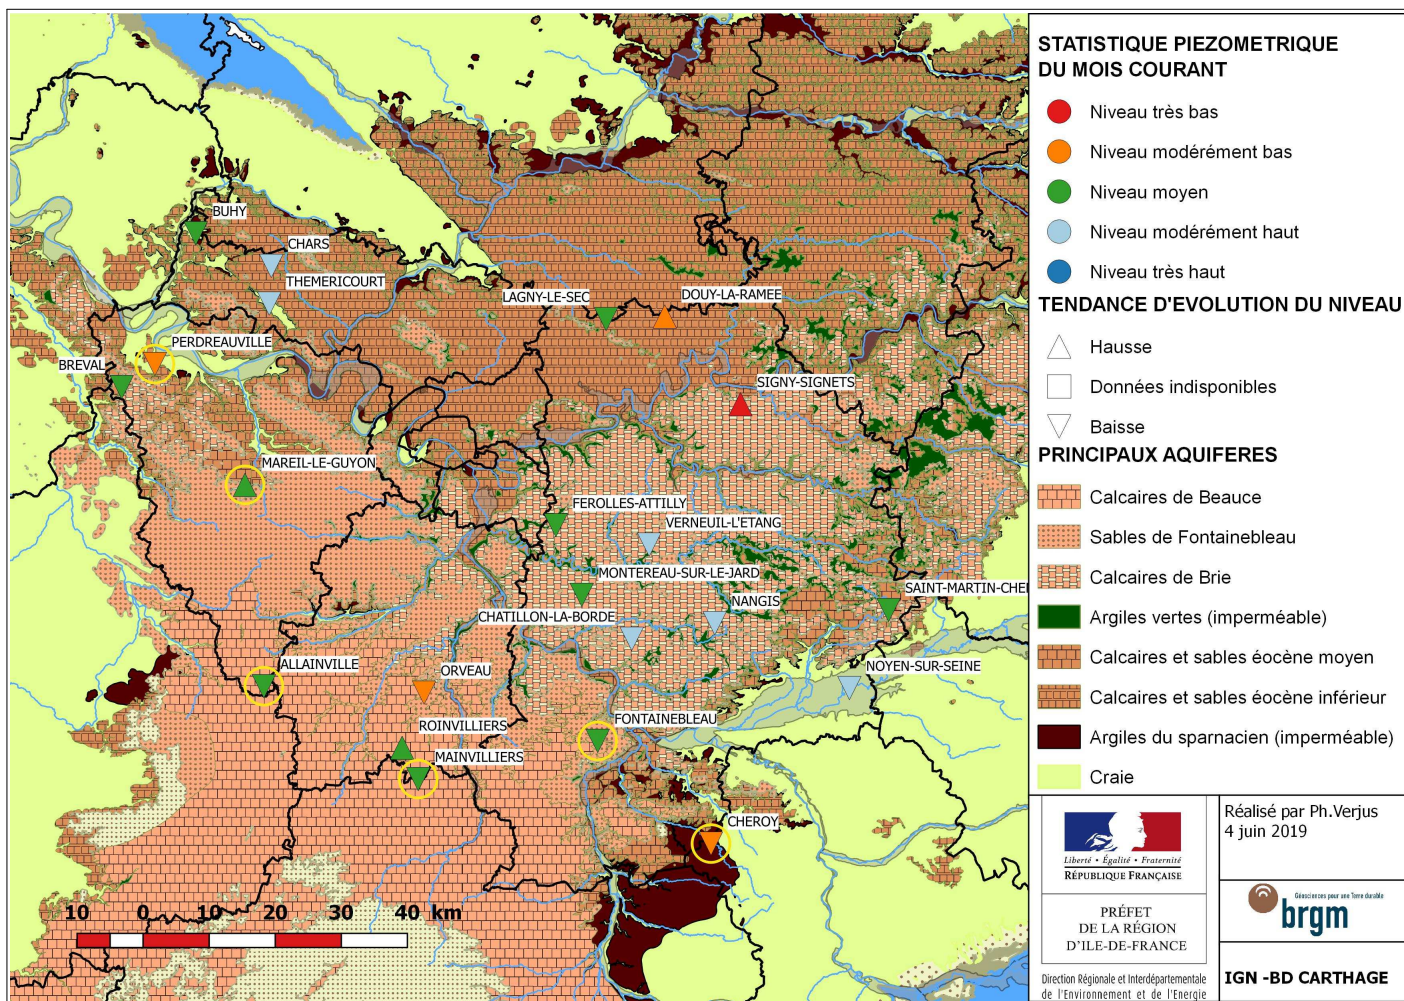 BUHY
CHARS
THEMERICOURT
LAGNY-LE-SEC
DOUY-LA-RAMEE
PERDREAUVILLE
BREVAL
SIGNY-SIGNETS
MAREIL-LE-GUYON
FEROLLES-ATTILLY
VERNEUIL-L'ETANG
MONTEREAU-SUR-LE-JARD
SAINT-MARTIN-CHE
NANGIS
CHATILLON-LA-BORDE
ALLAINVILLE
ORVEAU
NOYEN-SUR-SEINE
ROINVILLIERS
FONTAINEBLEAU
MAINVILLIERS
CHEROY
10 0 10 20 30 40 km
STATISTIQUE PIEZOMETRIQUE
DU MOIS COURANT
Niveau très bas
Niveau modérément bas
Niveau moyen
Niveau modérément haut
Niveau très haut
TENDANCE D'EVOLUTION DU NIVEAU
Hausse
Données indisponibles
Baisse
PRINCIPAUX AQUIFERES
Calcaires de Beauce
Sables de Fontainebleau
Calcaires de Brie
Argiles vertes (imperméable)
Calcaires et sables éocène moyen
Calcaires et sables éocène inférieur
Argiles du sparnacien (imperméable)
Craie
Liberté • Égalité • Fraternité
RÉPUBLIQUE FRANÇAISE
PRÉFET
DE LA RÉGION
D'ILE-DE-FRANCE
Direction Régionale et Interdépartementale
de l'Environnement et de l'Energie
Réalisé par Ph.Verjus
4 juin 2019
Géosciences pour une Terre durable
brgm
IGN -BD CARTHAGE